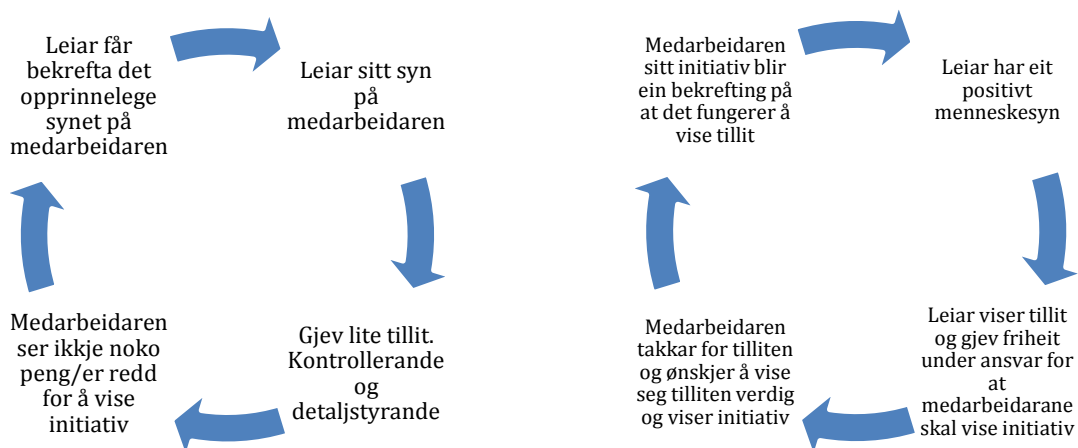 Leiar får
bekrefta det
opprinnelege
synet på
medarbeidaren
Leiar sitt syn
på
medarbeidaren
Gjev lite tillit.
Kontrollerande
og
detaljstyrande
Medarbeidaren
ser ikkje noko
peng/er redd
for å vise
initiativ
Medarbeidaren
sitt initiativ blir
ein bekrefting på
at det fungerer å
vise tillit
Leiar har eit
positivt
menneskesyn
Leiar viser tillit
og gjev friheit
under ansvar for
at
medarbeidarane
skal vise initiativ
Medarbeidaren
takkar for tilliten
og ønskjer å vise
seg tilliten verdig
og viser initiativ